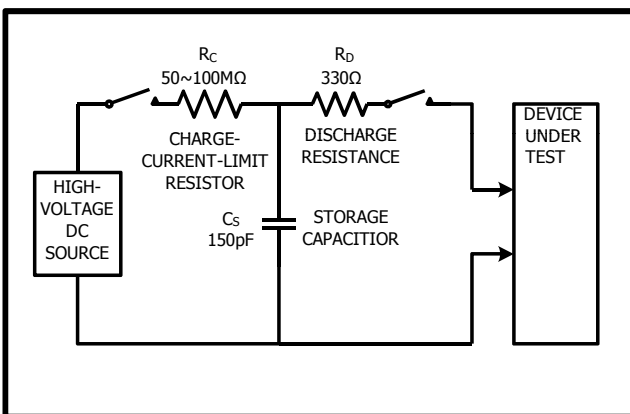 RC
50~100MΩ
CHARGE-
CURRENT-LIMIT
RESISTOR
RD
330Ω
DISCHARGE
RESISTANCE
HIGH-
VOLTAGE
DC
SOURCE
CS
150pF
STORAGE
CAPACITIOR
DEVICE
UNDER
TEST